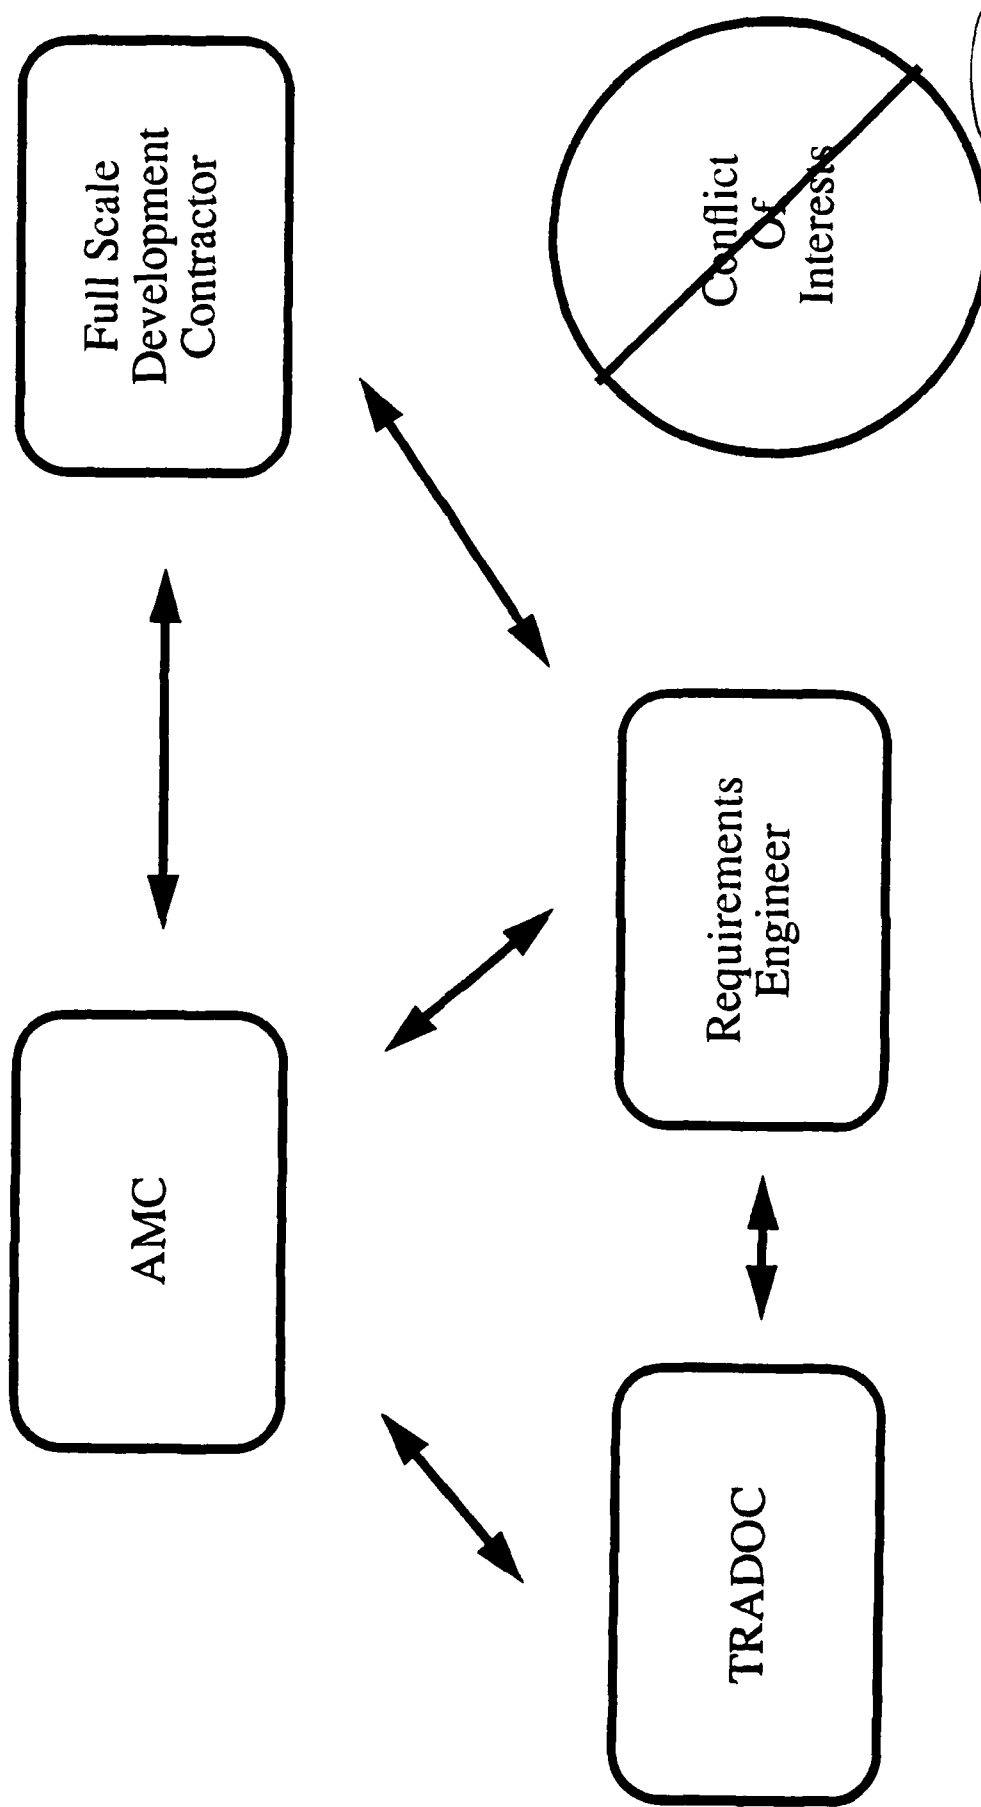 AMC
Full Scale
Development
Contractor
TRADOC
Requirements
Engineer
Conflict
Of
Interests